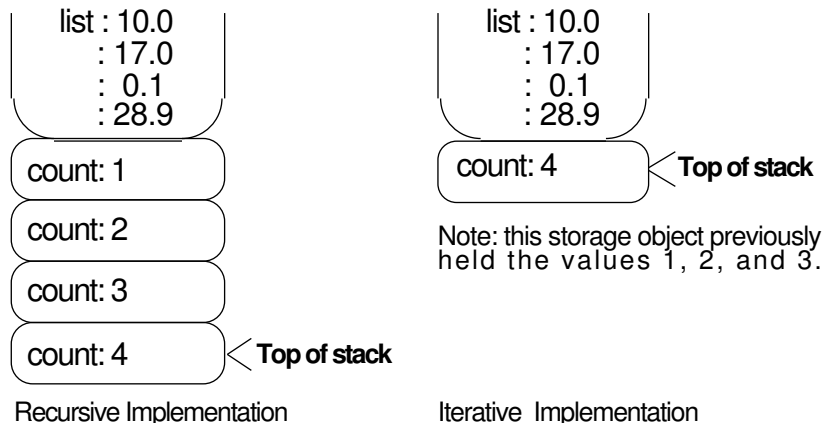 list : 10.0
: 17.0
: 0.1
: 28.9
count: 1
count: 2
count: 3
count: 4
Top of stack
Recursive Implementation
list : 10.0
: 17.0
: 0.1
: 28.9
count: 4
Top of stack
Note: this storage object previously
held the values 1, 2, and 3.
Iterative Implementation